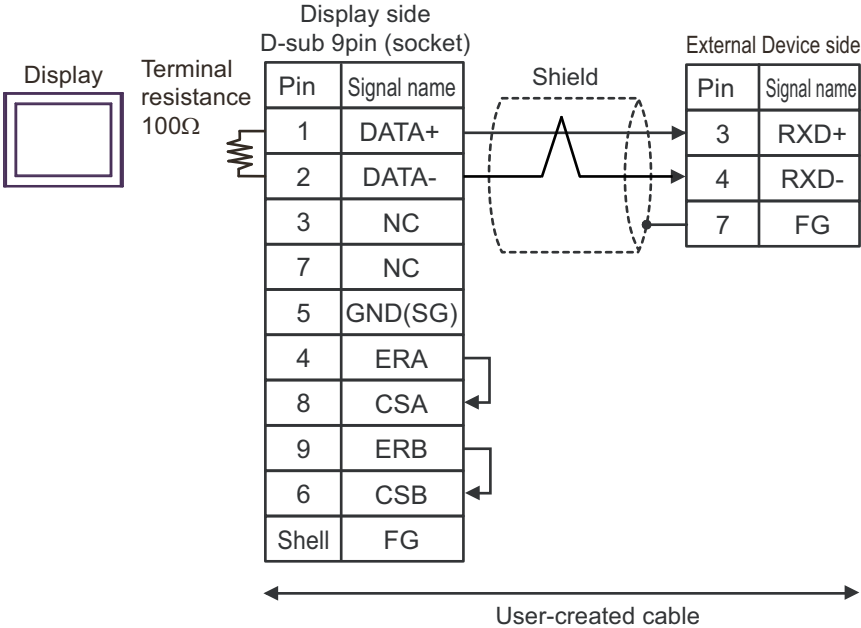 Display side
D-sub 9pin (socket)
External Device side
Display
Terminal
resistance
100Ω
Shield
Pin Signal name
1 DATA+
2 DATA-
3 NC
7 NC
5 GND(SG)
4 ERA
8 CSA
9 ERB
6 CSB
Shell FG
Pin Signal name
3 RXD+
4 RXD-
7 FG
User-created cable